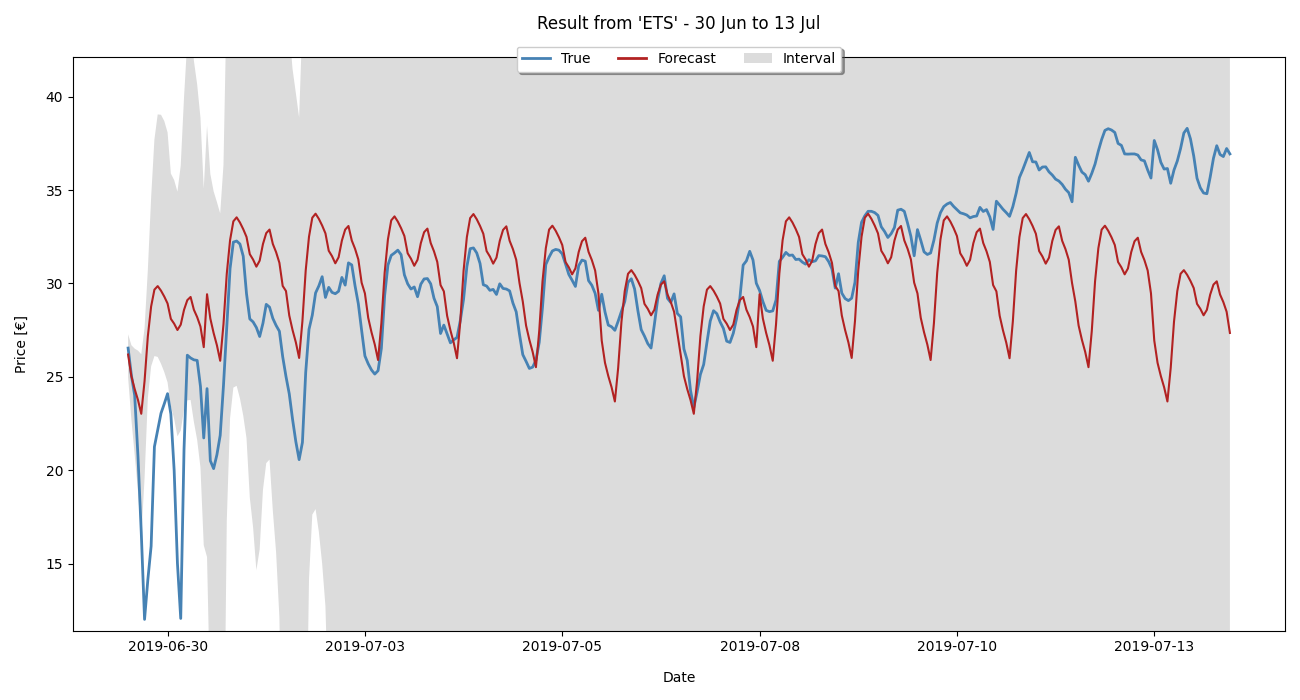 Result from 'ETS' - 30 Jun to 13 Jul
True Forecast Interval
40
35
30
25
20
15
Price [€]
2019-06-30 2019-07-03 2019-07-05 2019-07-08 2019-07-10 2019-07-13
Date